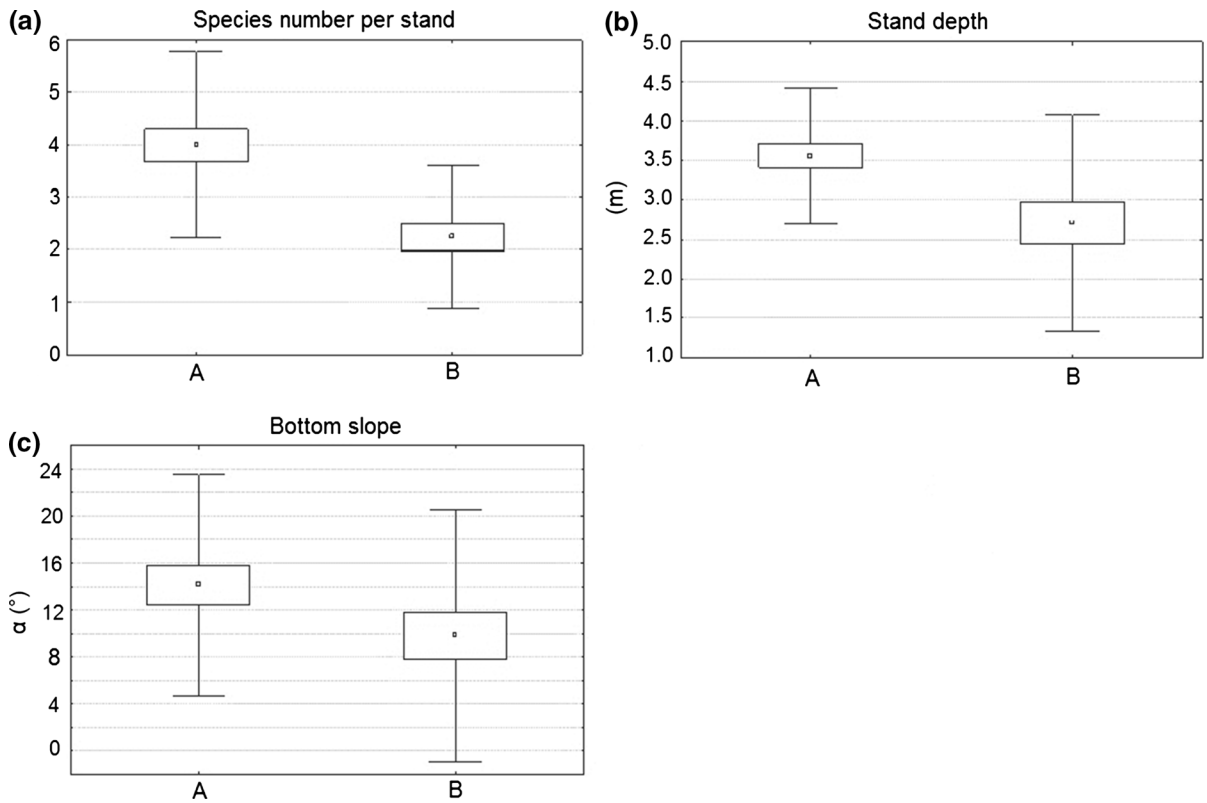 (a) Species number per stand
6
5
4
3
2
1
0
A B
(b) Stand depth
(m)
5.0
4.5
4.0
3.5
3.0
2.5
2.0
1.5
1.0
A B
(c) Bottom slope
α (°)
24
20
16
12
8
4
0
A B